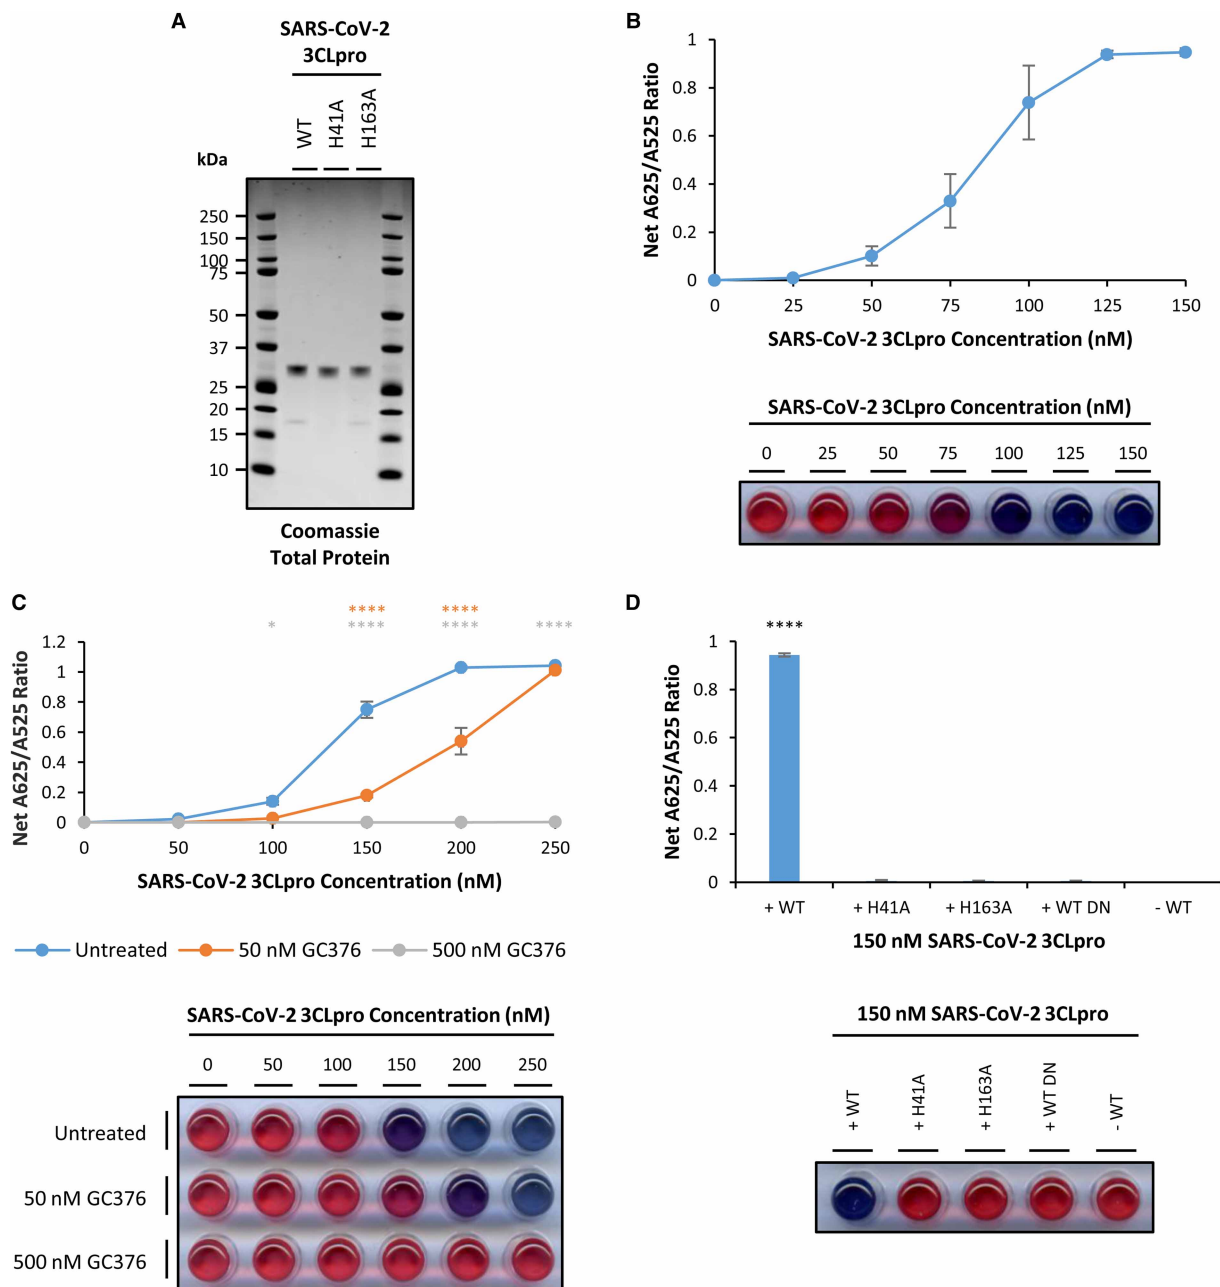 A
SARS-CoV-2
3CLpro
WT
H41A
H163A
kDa
250
150
100
75
50
37
25
20
15
10
Coomassie
Total Protein
B
Net A625/A525 Ratio
1
0.8
0.6
0.4
0.2
0
0 25 50 75 100 125 150
SARS-CoV-2 3CLpro Concentration (nM)
SARS-CoV-2 3CLpro Concentration (nM)
0 25 50 75 100 125 150
C
**** ****
* **** **** ****
Net A625/A525 Ratio
1.2
1
0.8
0.6
0.4
0.2
0
0 50 100 150 200 250
SARS-CoV-2 3CLpro Concentration (nM)
Untreated 50 nM GC376 500 nM GC376
SARS-CoV-2 3CLpro Concentration (nM)
0 50 100 150 200 250
Untreated
50 nM GC376
500 nM GC376
D
****
Net A625/A525 Ratio
1
0.8
0.6
0.4
0.2
0
+ WT + H41A + H163A + WT DN - WT
150 nM SARS-CoV-2 3CLpro
150 nM SARS-CoV-2 3CLpro
+ WT
+ H41A
+ H163A
+ WT DN
- WT